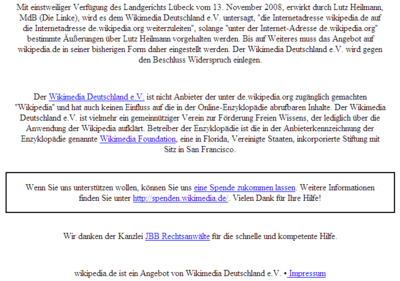 Mit einstweiliger Verfügung des Landgerichts Lübeck vom 13. November 2008, erwirkt durch Lutz Heilmann,
MdB (Die Linke), wird es dem Wikimedia Deutschland e.V. untersagt, "die Internetadresse wikipedia.de auf
die Internetadresse de.wikipedia.org weiterzuleiten", solange "unter der Internet-Adresse de.wikipedia.org"
bestimmte Äußerungen über Lutz Heilmann vorgehalten werden. Bis auf Weiteres muss das Angebot auf
wikipedia.de in seiner bisherigen Form daher eingestellt werden. Der Wikimedia Deutschland e.V. wird gegen
den Beschluss Widerspruch einlegen.
Der Wikimedia Deutschland e.V. ist nicht Anbieter der unter de.wikipedia.org zugänglich gemachten
"Wikipedia" und hat auch keinen Einfluss auf die in der Online-Enzyklopädie abrufbaren Inhalte. Der Wikimedia
Deutschland e.V. ist vielmehr ein gemeinnütziger Verein zur Förderung Freien Wissens, der lediglich über die
Anwendung der Wikipedia aufklärt. Betreiber der Enzyklopädie ist die in der Anbieterkennzeichnung der
Enzyklopädie genannte Wikimedia Foundation, eine in Florida, Vereinigte Staaten, inkorporierte Stiftung mit
Sitz in San Francisco.
Wenn Sie uns unterstützen wollen, können Sie uns eine Spende zukommen lassen. Weitere Informationen
finden Sie unter http://spenden.wikimedia.de/. Vielen Dank für Ihre Hilfe!
Wir danken der Kanzlei JBB Rechtsanwälte für die schnelle und kompetente Hilfe.
wikipedia.de ist ein Angebot von Wikimedia Deutschland e.V. • Impressum